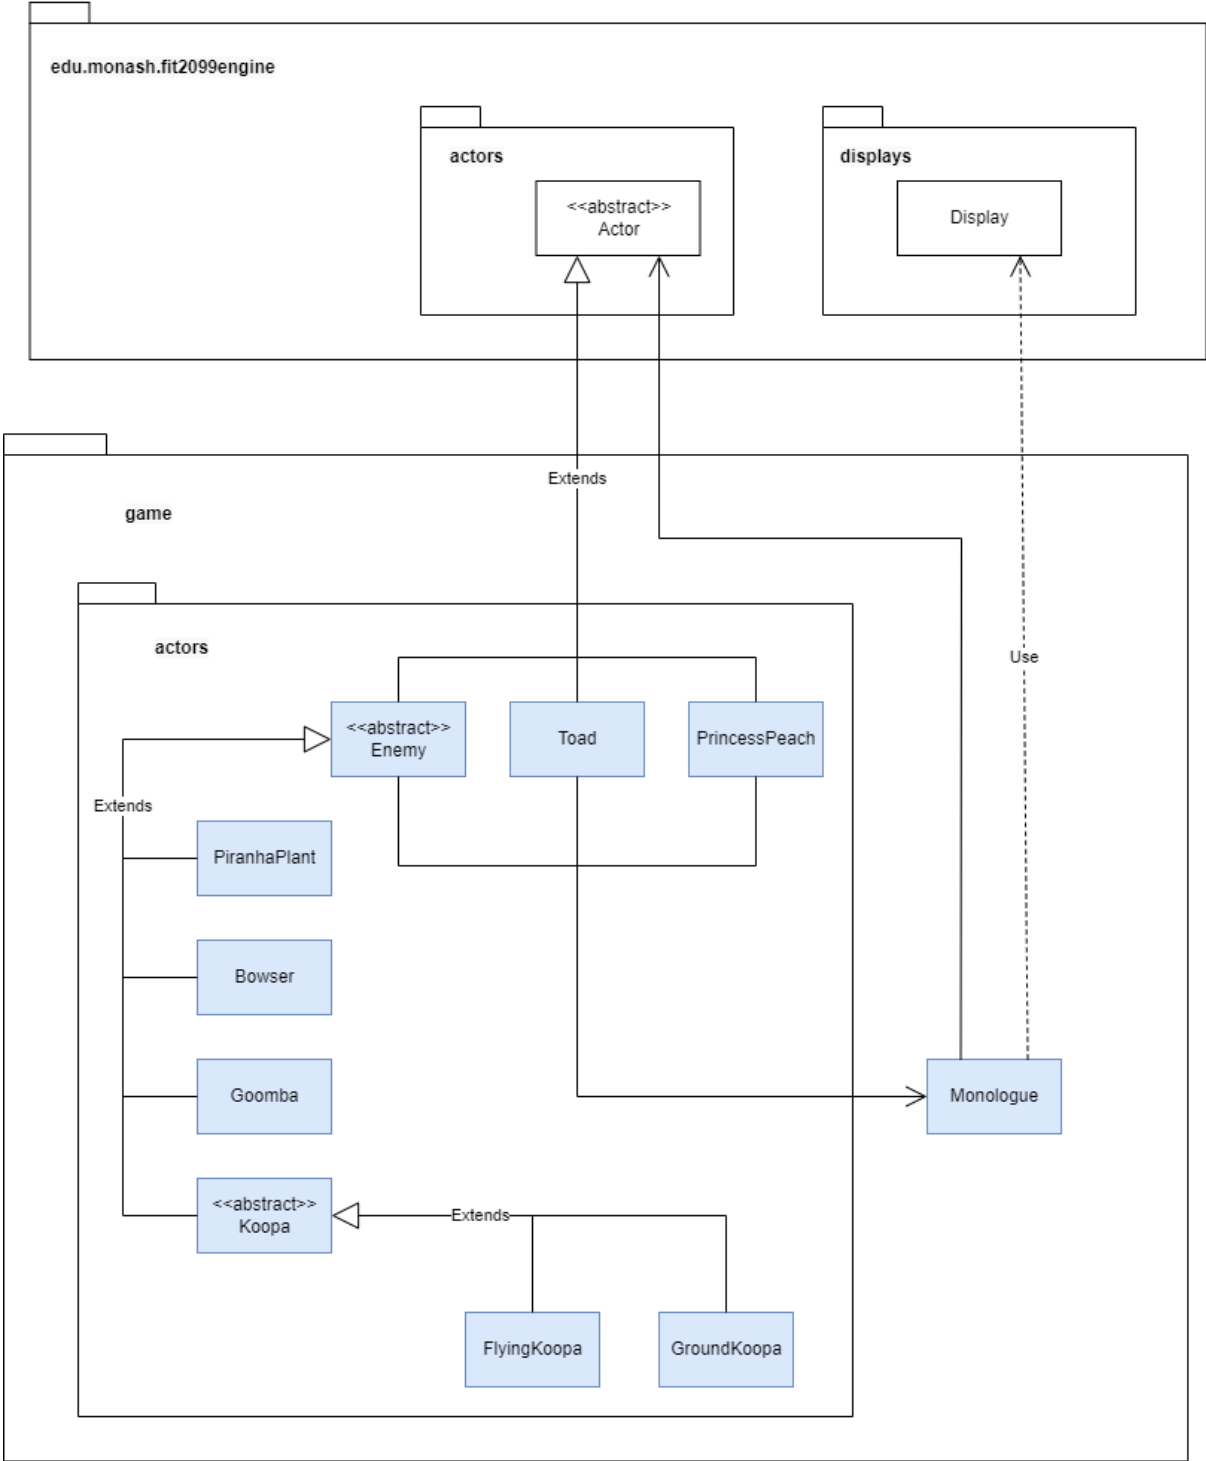 edu.monash.fit2099engine
actors
displays
<<abstract>>
Actor
Display
Extends
game
actors
Use
<<abstract>>
Enemy
Toad
PrincessPeach
Extends
PiranhaPlant
Bowser
Goomba
Monologue
<<abstract>>
Koopa
Extends
FlyingKoopa
GroundKoopa